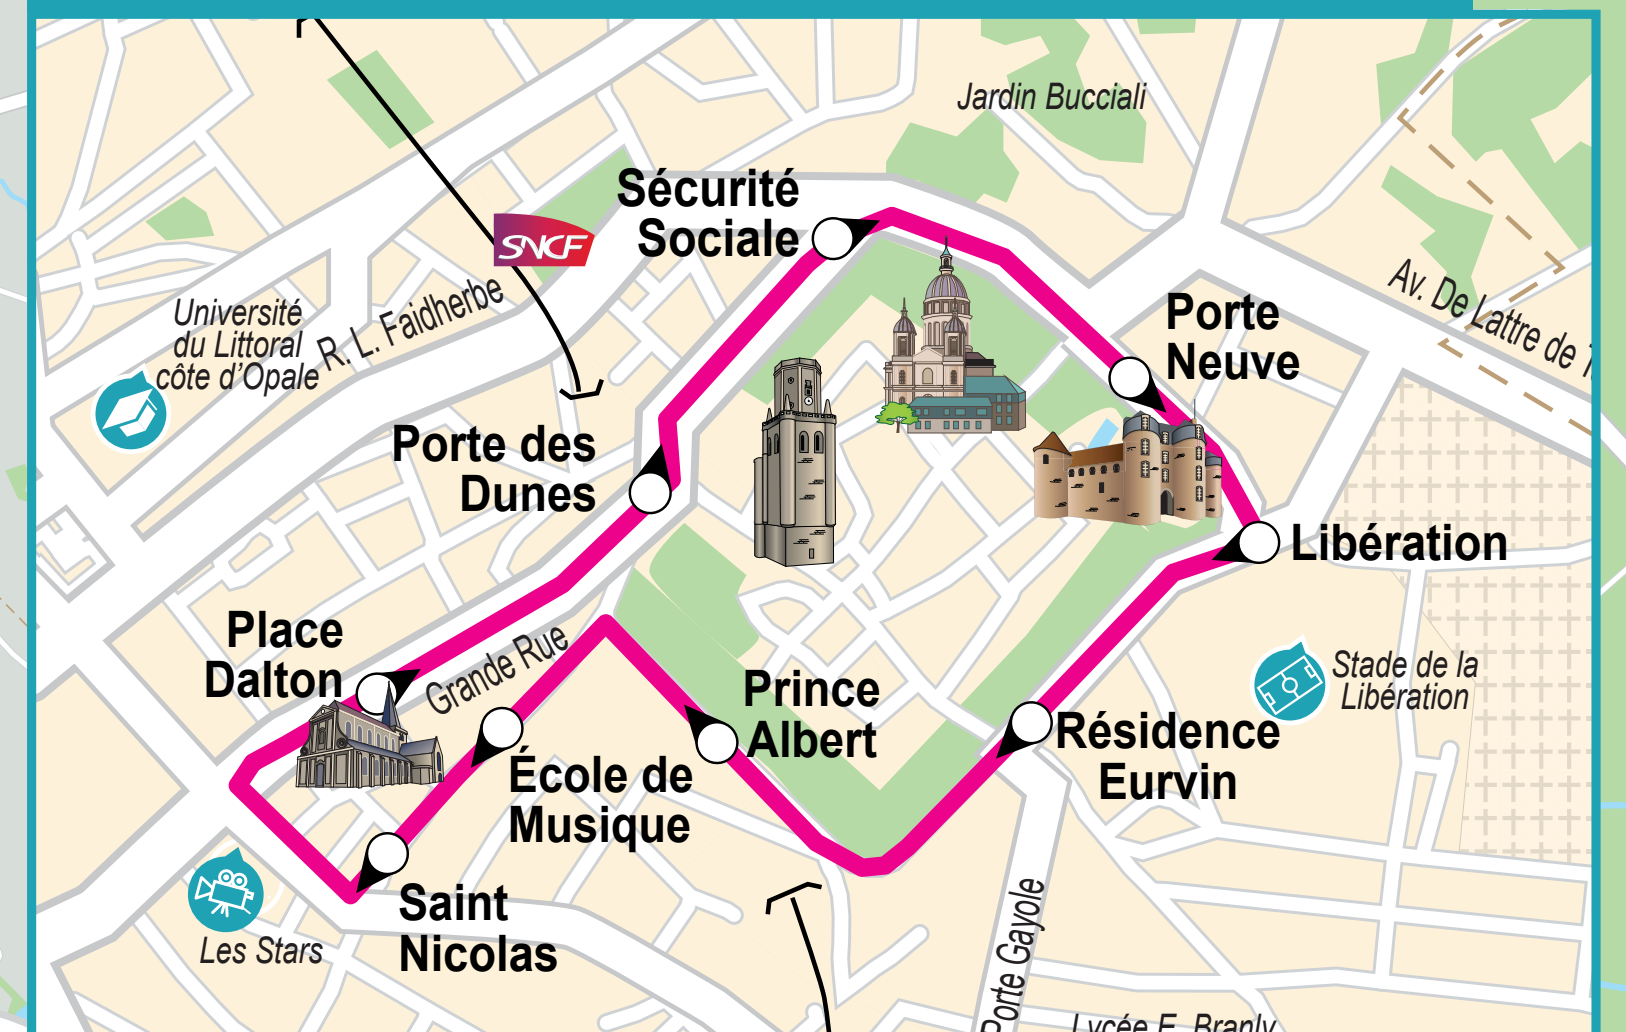 Jardin Bucciali
Sécurité
Sociale
SNCF
Université
du Littoral
côte d'Opale
R. L. Faidherbe
Av. De Lattre de
Porte
Neuve
Porte des
Dunes
Libération
Place
Dalton
Grande Rue
Prince
Albert
Stade de la
Libération
Résidence
Eurvin
École de
Musique
Saint
Nicolas
Les Stars
Porte Gayole
Lycée E. Branly